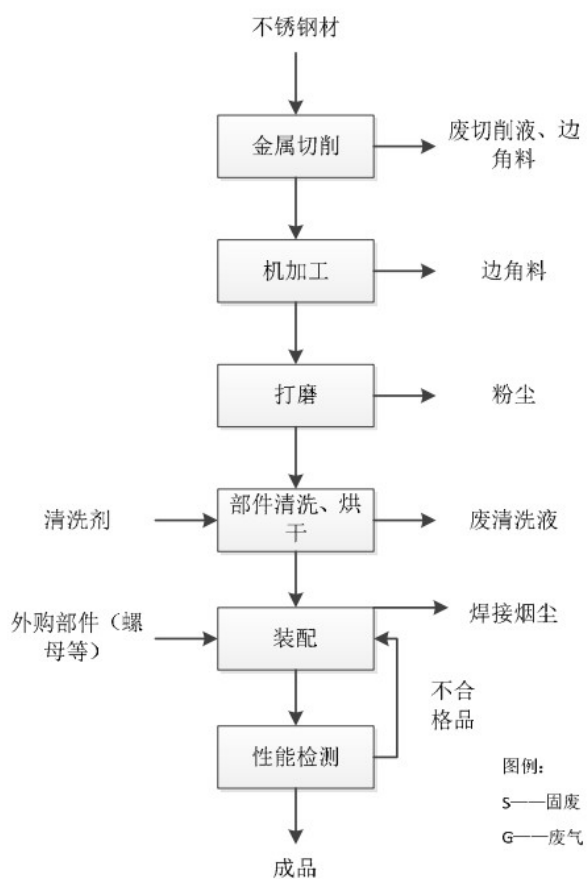 不锈钢材
金属切削
废切削液、边
角料
机加工
边角料
打磨
粉尘
清洗剂
部件清洗、烘
干
废清洗液
外购部件（螺
母等）
装配
焊接烟尘
不合
格品
性能检测
图例：
S——固废
G——废气
成品